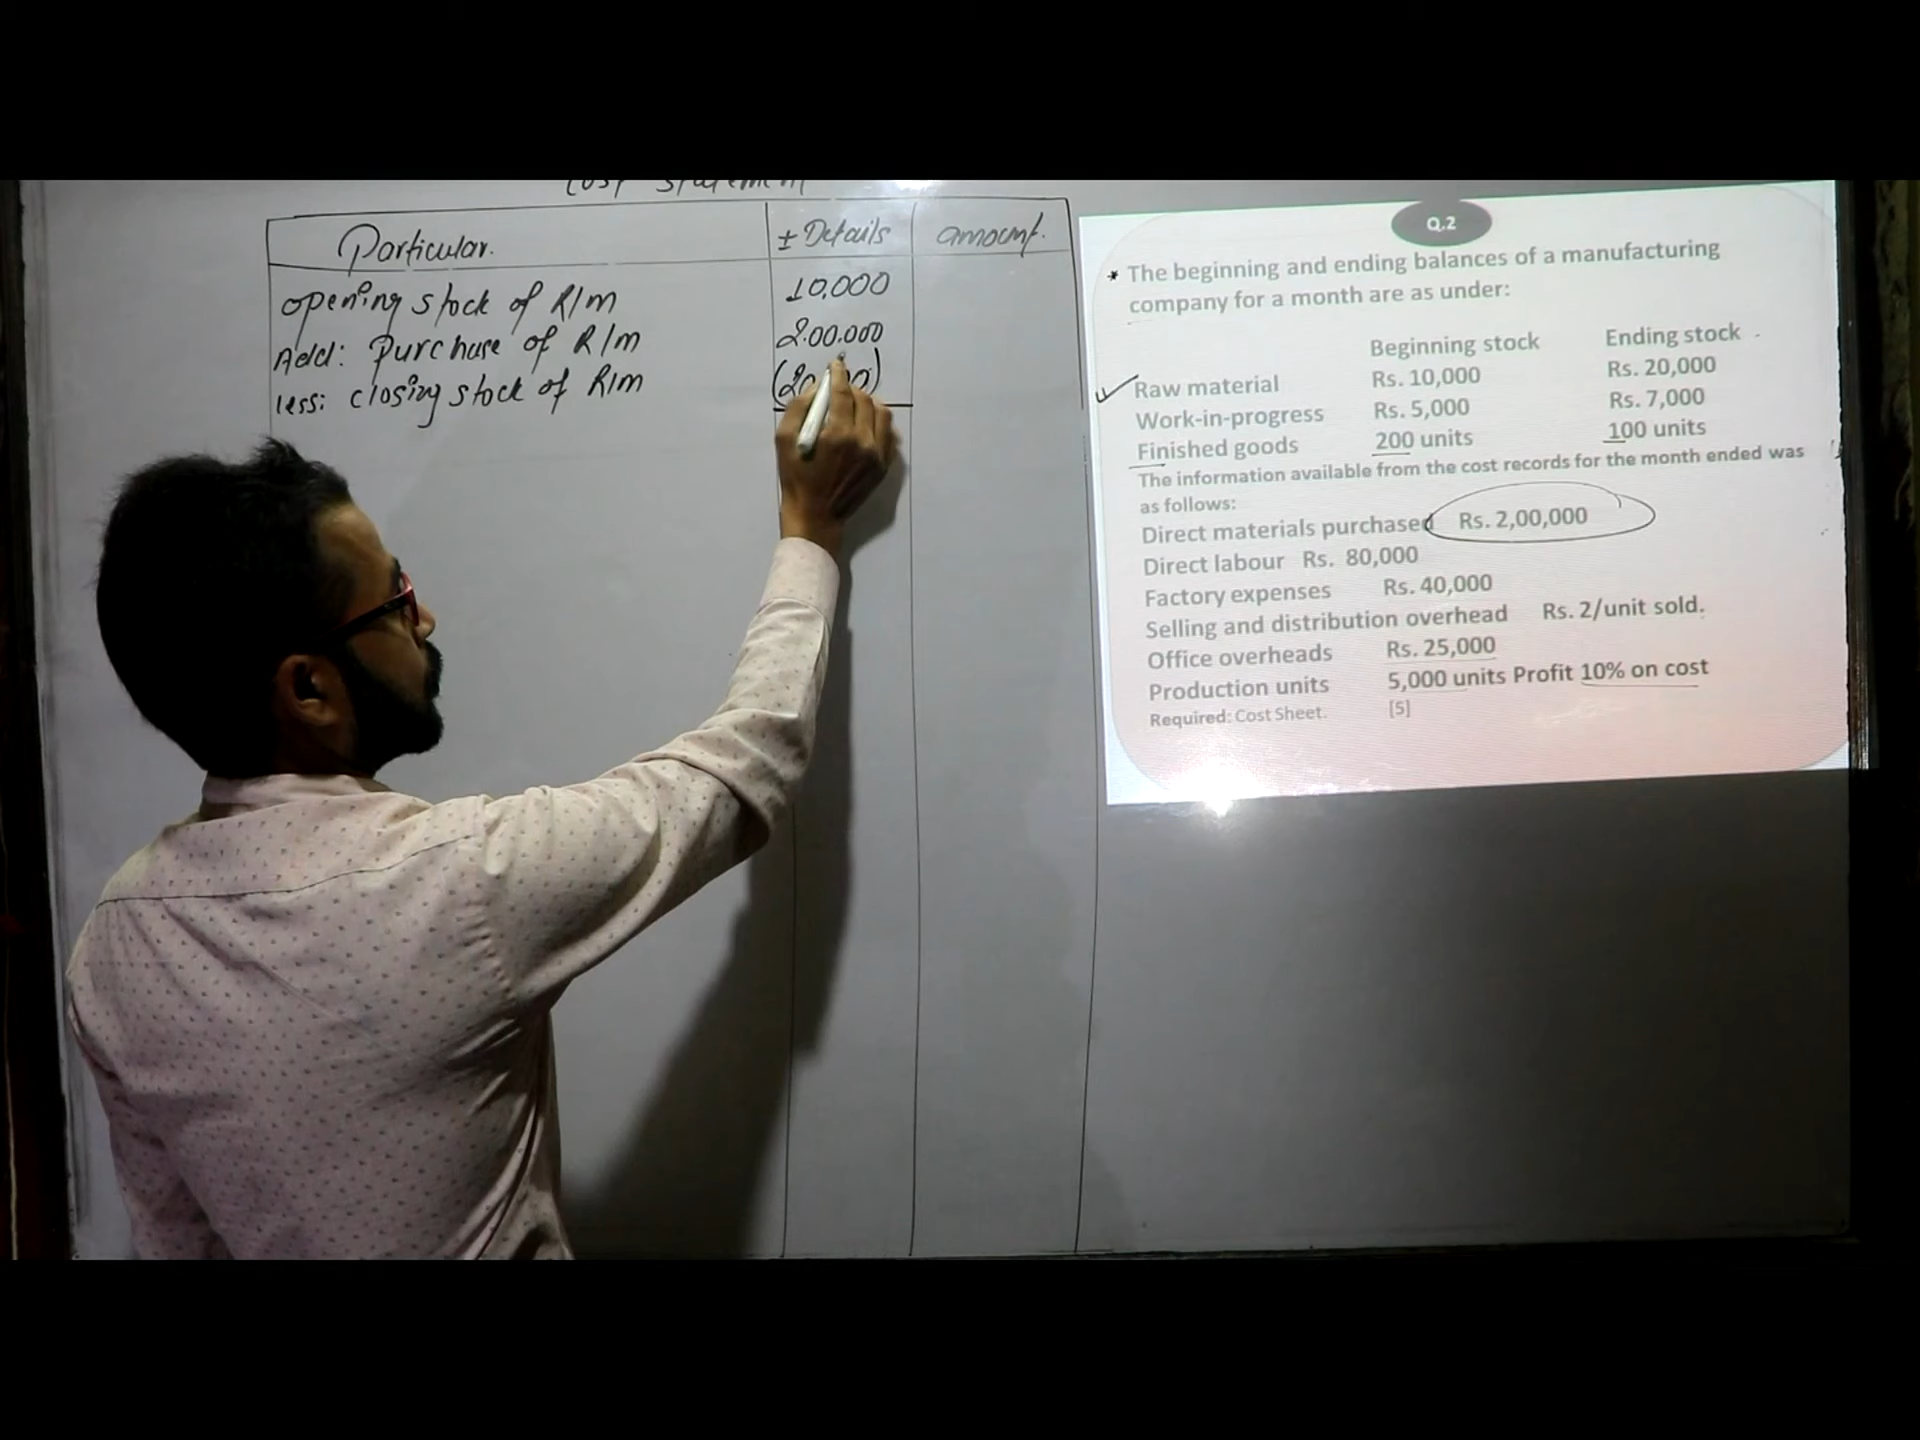 Cost statement
Particular. ± Details amount.
opening stock of R/m 10,000
Add: purchase of R/m 2.00.000
less: closing stock of R/m
Q.2
* The beginning and ending balances of a manufacturing
company for a month are as under:
Beginning stock Ending stock
Raw material Rs. 10,000 Rs. 20,000
Work-in-progress Rs. 5,000 Rs. 7,000
Finished goods 200 units 100 units
The information available from the cost records for the month ended was
as follows:
Direct materials purchased Rs. 2,00,000
Direct labour Rs. 80,000
Factory expenses Rs. 40,000
Selling and distribution overhead Rs. 2/unit sold.
Office overheads Rs. 25,000
Production units 5,000 units Profit 10% on cost
Required: Cost Sheet. [5]